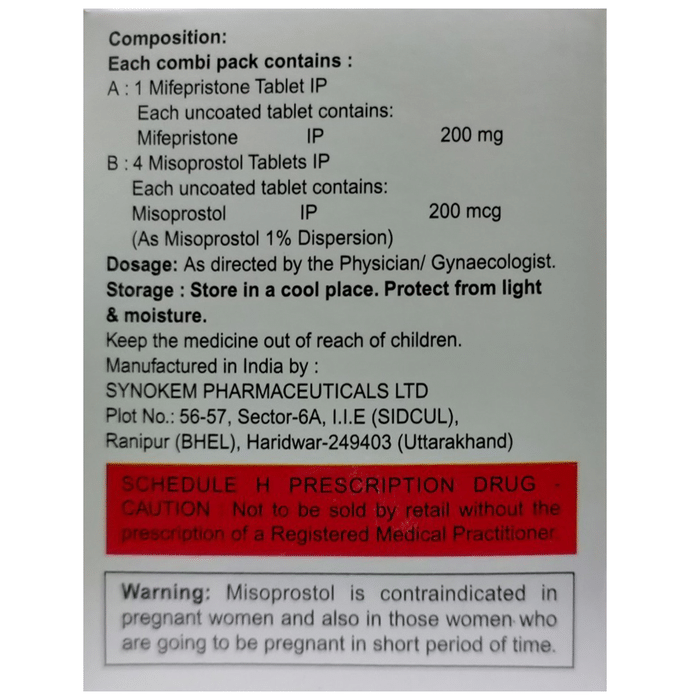 Composition:
Each combi pack contains :
A : 1 Mifepristone Tablet IP
Each uncoated tablet contains:
Mifepristone IP 200 mg
B : 4 Misoprostol Tablets IP
Each uncoated tablet contains:
Misoprostol IP 200 mcg
(As Misoprostol 1% Dispersion)
Dosage: As directed by the Physician/ Gynaecologist.
Storage : Store in a cool place. Protect from light
& moisture.
Keep the medicine out of reach of children.
Manufactured in India by :
SYNOKEM PHARMACEUTICALS LTD
Plot No.: 56-57, Sector-6A, I.I.E (SIDCUL),
Ranipur (BHEL), Haridwar-249403 (Uttarakhand)
SCHEDULE H PRESCRIPTION DRUG -
CAUTION : Not to be sold by retail without the
prescription of a Registered Medical Practitioner.
Warning: Misoprostol is contraindicated in
pregnant women and also in those women who
are going to be pregnant in short period of time.